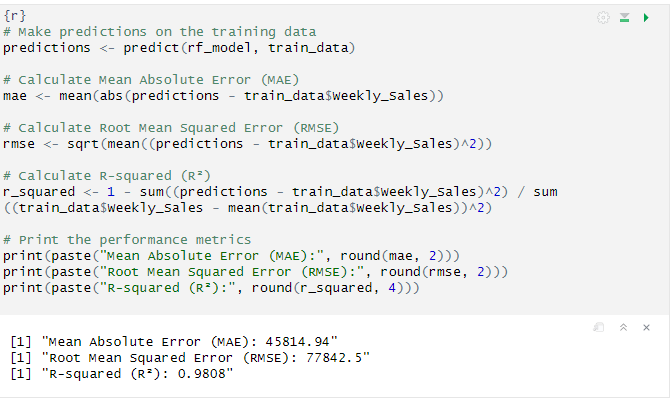 {r}
# Make predictions on the training data
predictions <- predict(rf_model, train_data)
# Calculate Mean Absolute Error (MAE)
mae <- mean(abs(predictions - train_data$Weekly_Sales))
# Calculate Root Mean Squared Error (RMSE)
rmse <- sqrt(mean((predictions - train_data$Weekly_Sales)^2))
# Calculate R-squared (R²)
r_squared <- 1 - sum((predictions - train_data$Weekly_Sales)^2) / sum
((train_data$Weekly_Sales - mean(train_data$Weekly_Sales))^2)
# Print the performance metrics
print(paste("Mean Absolute Error (MAE):", round(mae, 2)))
print(paste("Root Mean Squared Error (RMSE):", round(rmse, 2)))
print(paste("R-squared (R²):", round(r_squared, 4)))
[1] "Mean Absolute Error (MAE): 45814.94"
[1] "Root Mean Squared Error (RMSE): 77842.5"
[1] "R-squared (R²): 0.9808"